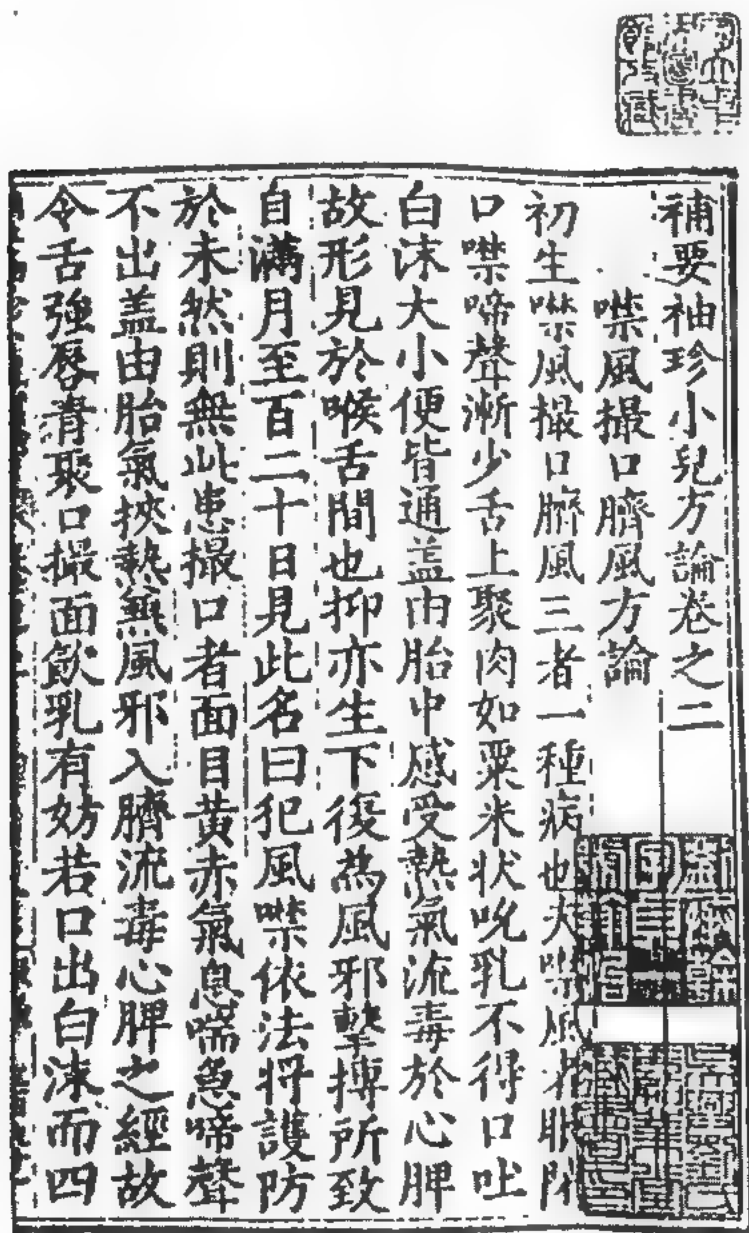 補要袖珍小兒方論卷之二
噤風撮口臍風方論
初生噤風撮口臍風三者一種病也夫噤風者眼閉
口噤啼聲漸少舌上聚肉如粟米状吮乳不得口吐
白沫大小便皆通盖由胎中感受熱氣流毒於心脾
故形見於喉舌間也抑亦生下後為風邪擊搏所致
自滿月至百二十日見此名曰犯風噤依法将護防
於未然則無此患撮口者面目黄赤氣息喘急啼聲
不出盖由胎氣挾熱無風邪入臍流毒心脾之經故
令舌強唇青聚口撮面飲乳有妨若口出白沫而四